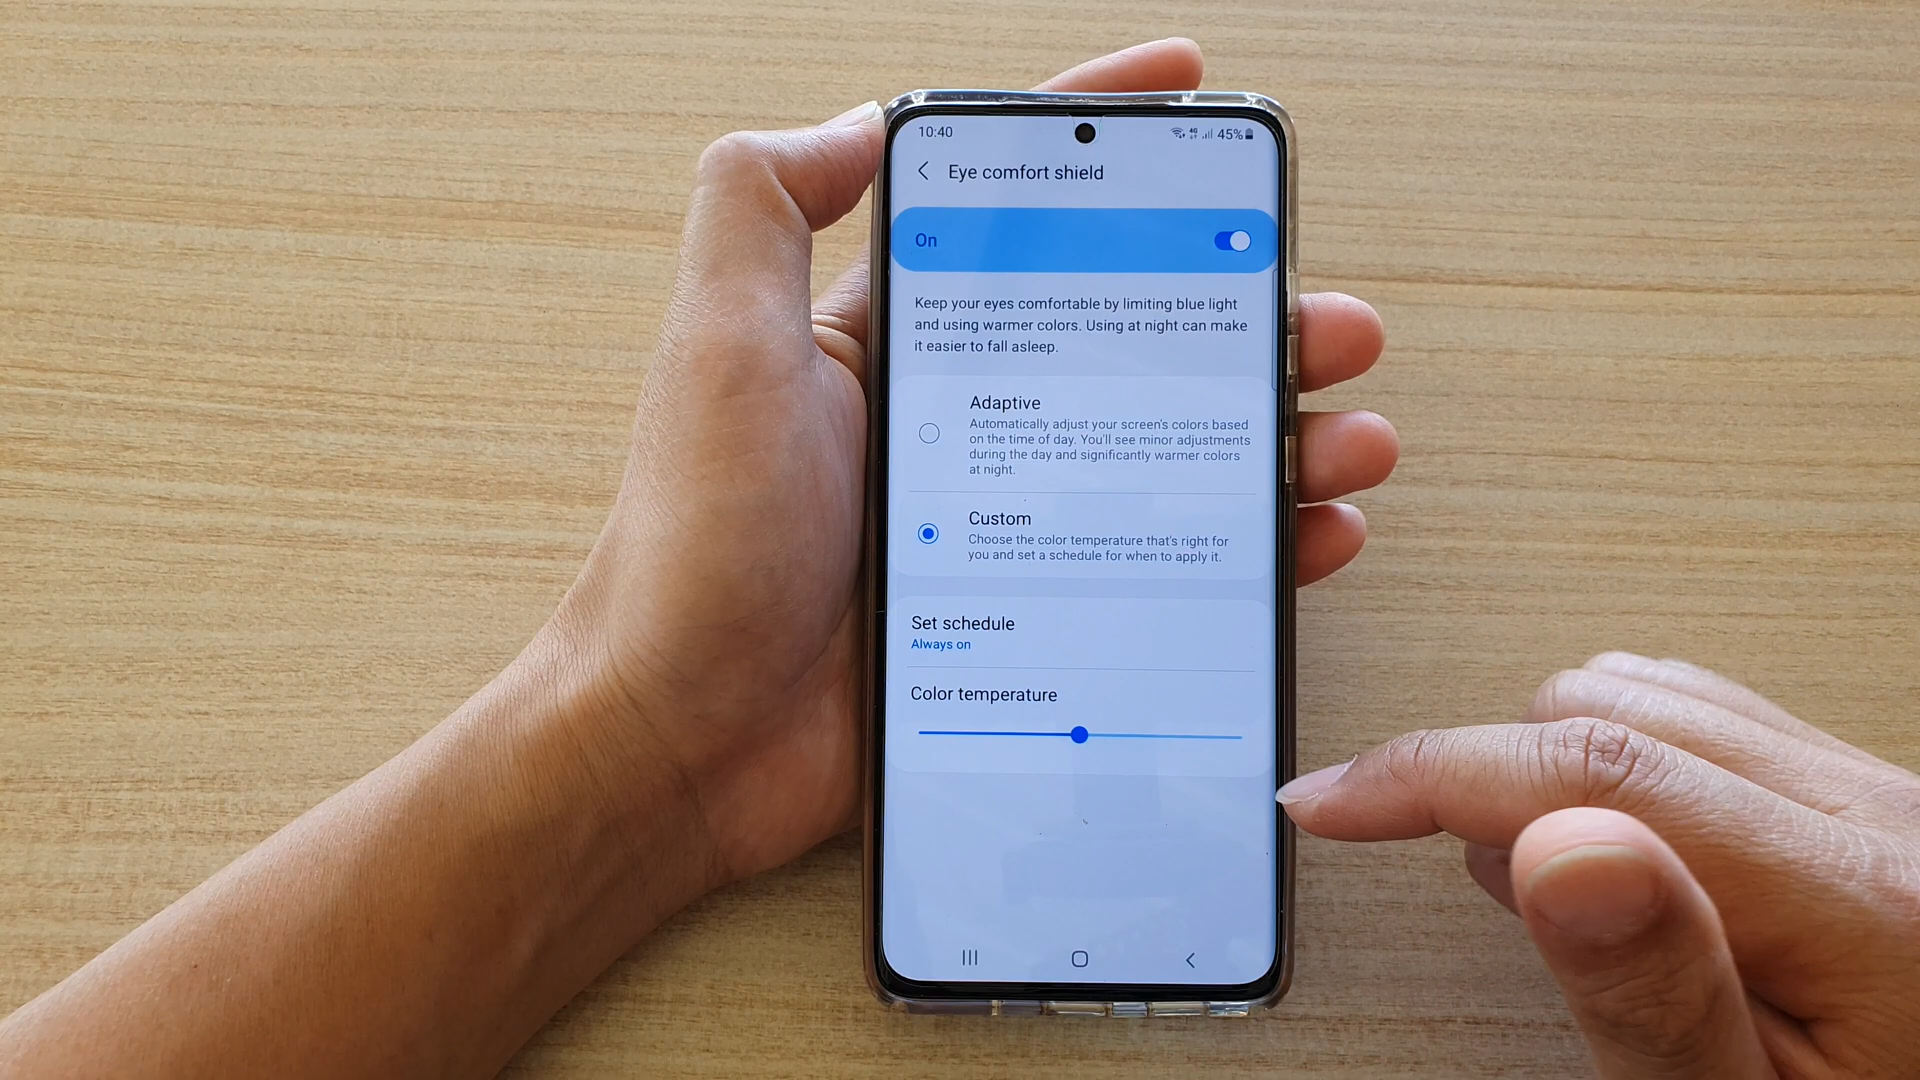 10:40
4G 45%
Eye comfort shield
On
Keep your eyes comfortable by limiting blue light
and using warmer colors. Using at night can make
it easier to fall asleep.
Adaptive
Automatically adjust your screen's colors based
on the time of day. You'll see minor adjustments
during the day and significantly warmer colors
at night.
Custom
Choose the color temperature that's right for
you and set a schedule for when to apply it.
Set schedule
Always on
Color temperature